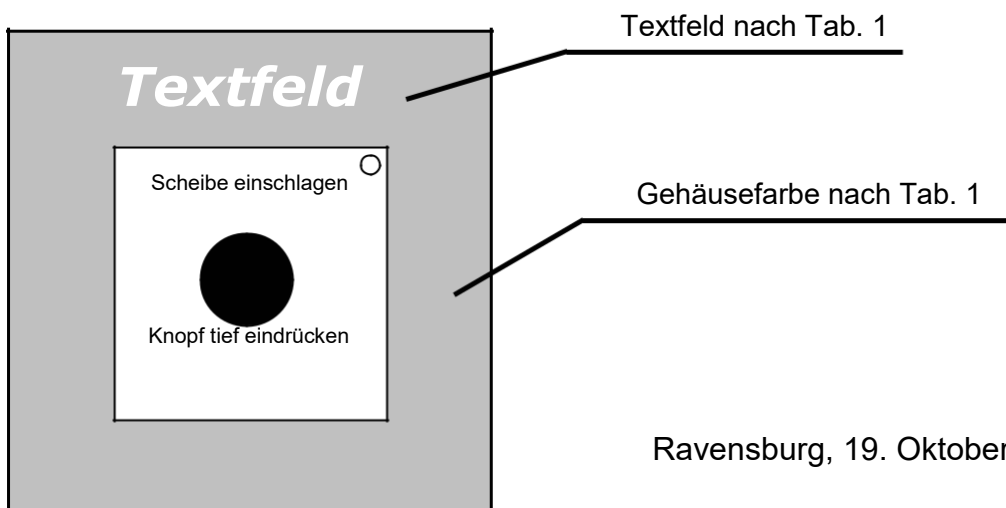 Textfeld nach Tab. 1
Textfeld
Scheibe einschlagen
Gehäusefarbe nach Tab. 1
Knopf tief eindrücken
Ravensburg, 19. Oktober